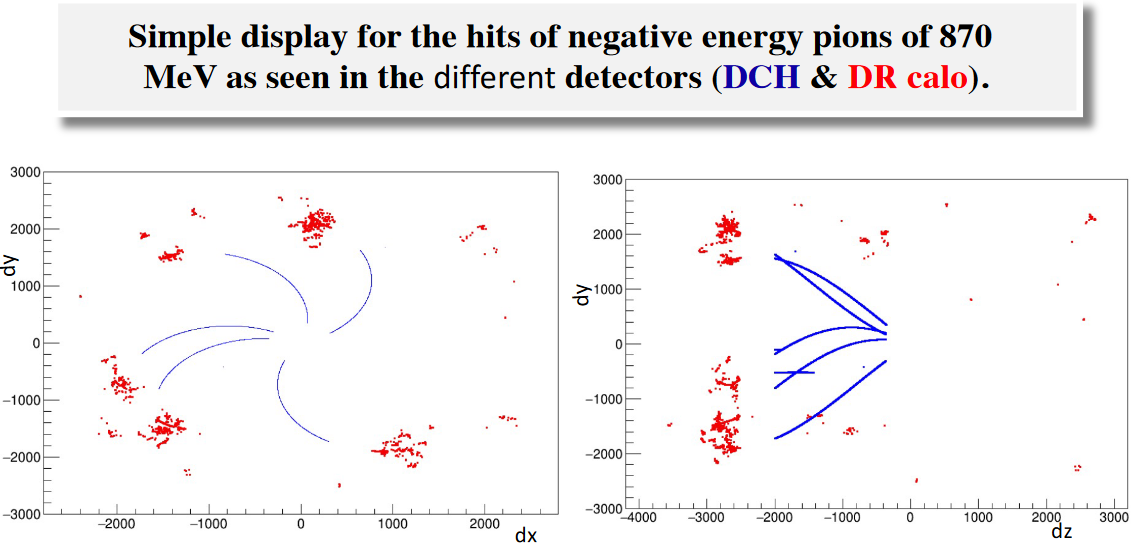 Simple display for the hits of negative energy pions of 870
MeV as seen in the different detectors (DCH & DR calo).
3000
2000
1000
0
−1000
−2000
−3000
dy
−2000 −1000 0 1000 2000
dx
3000
2000
1000
0
−1000
−2000
−3000
dy
−4000 −3000 −2000 −1000 0 1000 2000 3000
dz